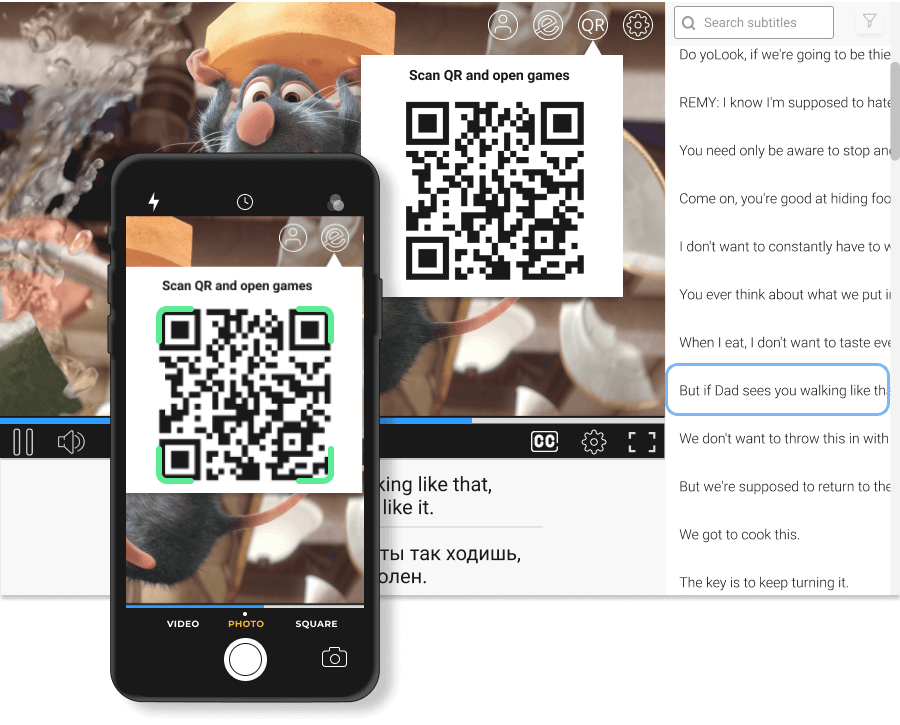 QR
Scan QR and open games
Search subtitles
Do yoLook, if we're going to be thie
REMY: I know I'm supposed to hate
You need only be aware to stop an
Come on, you're good at hiding foo
I don't want to constantly have to w
You ever think about what we put i
When I eat, I don't want to taste eve
But if Dad sees you walking like tha
We don't want to throw this in with
But we're supposed to return to the
We got to cook this.
The key is to keep turning it.
Scan QR and open games
CC
king like that,
like it.
ты так ходишь,
олен.
VIDEO PHOTO SQUARE